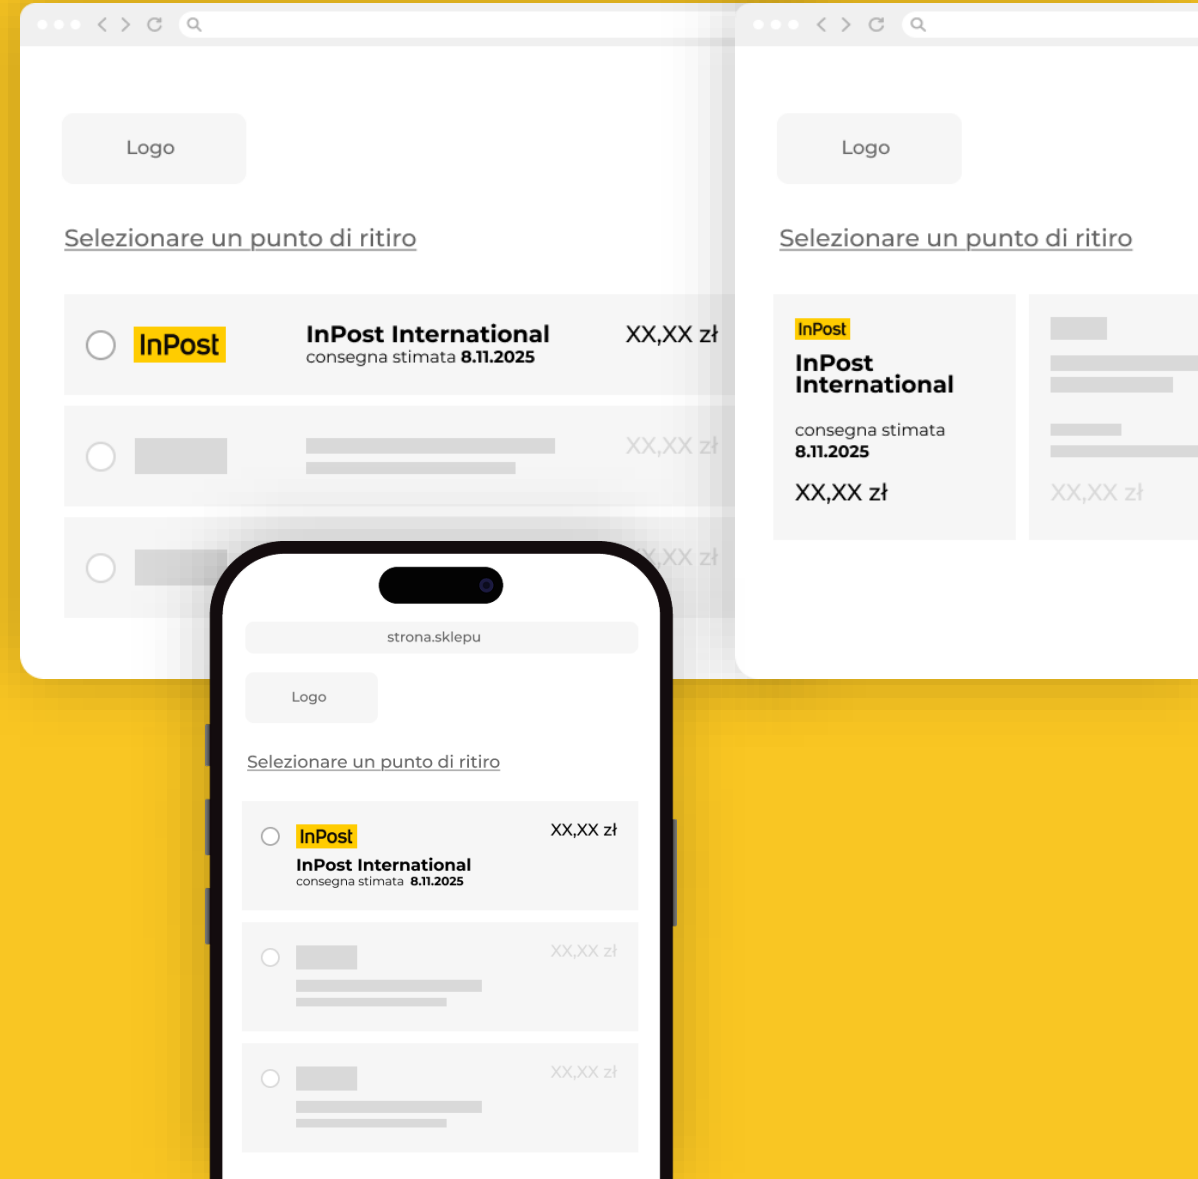 Logo
Selezionare un punto di ritiro
InPost
InPost International
consegna stimata 8.11.2025
XX,XX zł
XX,XX zł
XX,XX zł
Logo
Selezionare un punto di ritiro
InPost
InPost
International
consegna stimata
8.11.2025
XX,XX zł
XX,XX zł
strona.sklepu
Logo
Selezionare un punto di ritiro
InPost
XX,XX zł
InPost International
consegna stimata 8.11.2025
XX,XX zł
XX,XX zł